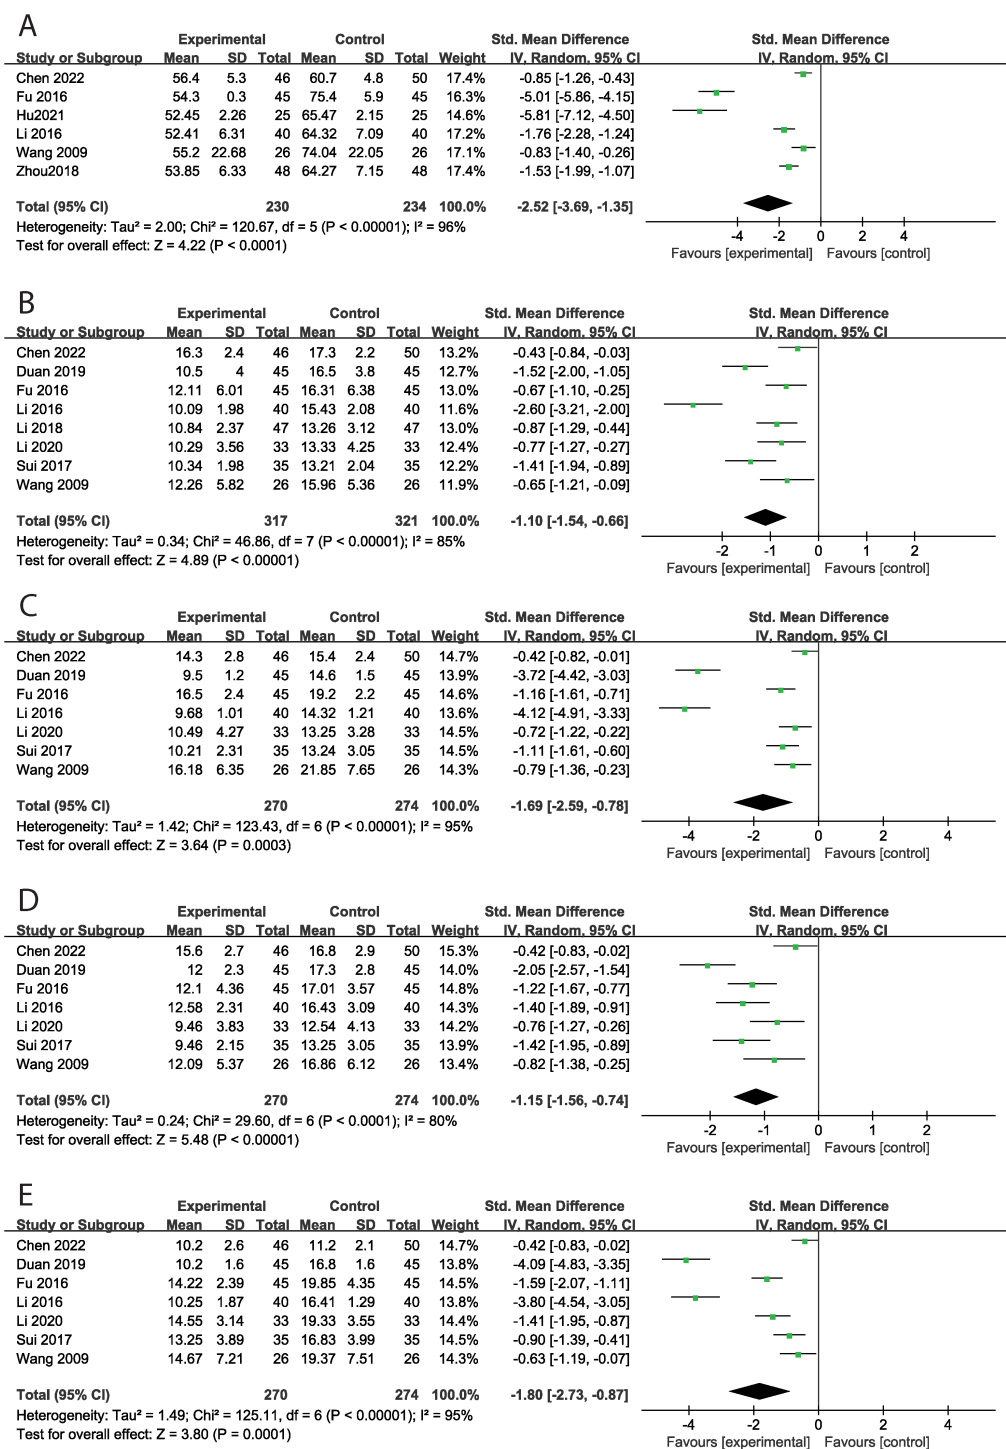 A
Experimental Control Std. Mean Difference Std. Mean Difference
Study or Subgroup Mean SD Total Mean SD Total Weight IV, Random, 95% CI IV, Random, 95% CI
Chen 2022 56.4 5.3 46 60.7 4.8 50 17.4% -0.85 [-1.26, -0.43]
Fu 2016 54.3 0.3 45 75.4 5.9 45 16.3% -5.01 [-5.86, -4.15]
Hu2021 52.45 2.26 25 65.47 2.15 25 14.6% -5.81 [-7.12, -4.50]
Li 2016 52.41 6.31 40 64.32 7.09 40 17.2% -1.76 [-2.28, -1.24]
Wang 2009 55.2 22.68 26 74.04 22.05 26 17.1% -0.83 [-1.40, -0.26]
Zhou2018 53.85 6.33 48 64.27 7.15 48 17.4% -1.53 [-1.99, -1.07]
Total (95% CI) 230 234 100.0% -2.52 [-3.69, -1.35]
Heterogeneity: Tau² = 2.00; Chi² = 120.67, df = 5 (P < 0.00001); I² = 96%
Test for overall effect: Z = 4.22 (P < 0.0001)
-4 -2 0 2 4
Favours [experimental] Favours [control]
B
Experimental Control Std. Mean Difference Std. Mean Difference
Study or Subgroup Mean SD Total Mean SD Total Weight IV, Random, 95% CI IV, Random, 95% CI
Chen 2022 16.3 2.4 46 17.3 2.2 50 13.2% -0.43 [-0.84, -0.03]
Duan 2019 10.5 4 45 16.5 3.8 45 12.7% -1.52 [-2.00, -1.05]
Fu 2016 12.11 6.01 45 16.31 6.38 45 13.0% -0.67 [-1.10, -0.25]
Li 2016 10.09 1.98 40 15.43 2.08 40 11.6% -2.60 [-3.21, -2.00]
Li 2018 10.84 2.37 47 13.26 3.12 47 12.9% -0.87 [-1.29, -0.44]
Li 2020 10.29 3.56 33 13.33 4.25 33 12.4% -0.77 [-1.27, -0.27]
Sui 2017 10.34 1.98 35 13.21 2.04 35 12.2% -1.41 [-1.94, -0.89]
Wang 2009 12.26 5.82 26 15.96 5.36 26 11.9% -0.65 [-1.21, -0.09]
Total (95% CI) 317 321 100.0% -1.10 [-1.54, -0.66]
Heterogeneity: Tau² = 0.34; Chi² = 46.86, df = 7 (P < 0.00001); I² = 85%
Test for overall effect: Z = 4.89 (P < 0.00001)
-2 -1 0 1 2
Favours [experimental] Favours [control]
C
Experimental Control Std. Mean Difference Std. Mean Difference
Study or Subgroup Mean SD Total Mean SD Total Weight IV, Random, 95% CI IV, Random, 95% CI
Chen 2022 14.3 2.8 46 15.4 2.4 50 14.7% -0.42 [-0.82, -0.01]
Duan 2019 9.5 1.2 45 14.6 1.5 45 13.9% -3.72 [-4.42, -3.03]
Fu 2016 16.5 2.4 45 19.2 2.2 45 14.6% -1.16 [-1.61, -0.71]
Li 2016 9.68 1.01 40 14.32 1.21 40 13.6% -4.12 [-4.91, -3.33]
Li 2020 10.49 4.27 33 13.25 3.28 33 14.5% -0.72 [-1.22, -0.22]
Sui 2017 10.21 2.31 35 13.24 3.05 35 14.5% -1.11 [-1.61, -0.60]
Wang 2009 16.18 6.35 26 21.85 7.65 26 14.3% -0.79 [-1.36, -0.23]
Total (95% CI) 270 274 100.0% -1.69 [-2.59, -0.78]
Heterogeneity: Tau² = 1.42; Chi² = 123.43, df = 6 (P < 0.00001); I² = 95%
Test for overall effect: Z = 3.64 (P = 0.0003)
-4 -2 0 2 4
Favours [experimental] Favours [control]
D
Experimental Control Std. Mean Difference Std. Mean Difference
Study or Subgroup Mean SD Total Mean SD Total Weight IV, Random, 95% CI IV, Random, 95% CI
Chen 2022 15.6 2.7 46 16.8 2.9 50 15.3% -0.42 [-0.83, -0.02]
Duan 2019 12 2.3 45 17.3 2.8 45 14.0% -2.05 [-2.57, -1.54]
Fu 2016 12.1 4.36 45 17.01 3.57 45 14.8% -1.22 [-1.67, -0.77]
Li 2016 12.58 2.31 40 16.43 3.09 40 14.3% -1.40 [-1.89, -0.91]
Li 2020 9.46 3.83 33 12.54 4.13 33 14.2% -0.76 [-1.27, -0.26]
Sui 2017 9.46 2.15 35 13.25 3.05 35 13.9% -1.42 [-1.95, -0.89]
Wang 2009 12.09 5.37 26 16.86 6.12 26 13.4% -0.82 [-1.38, -0.25]
Total (95% CI) 270 274 100.0% -1.15 [-1.56, -0.74]
Heterogeneity: Tau² = 0.24; Chi² = 29.60, df = 6 (P < 0.0001); I² = 80%
Test for overall effect: Z = 5.48 (P < 0.00001)
-2 -1 0 1 2
Favours [experimental] Favours [control]
E
Experimental Control Std. Mean Difference Std. Mean Difference
Study or Subgroup Mean SD Total Mean SD Total Weight IV, Random, 95% CI IV, Random, 95% CI
Chen 2022 10.2 2.6 46 11.2 2.1 50 14.7% -0.42 [-0.83, -0.02]
Duan 2019 10.2 1.6 45 16.8 1.6 45 13.8% -4.09 [-4.83, -3.35]
Fu 2016 14.22 2.39 45 19.85 4.35 45 14.5% -1.59 [-2.07, -1.11]
Li 2016 10.25 1.87 40 16.41 1.29 40 13.8% -3.80 [-4.54, -3.05]
Li 2020 14.55 3.14 33 19.33 3.55 33 14.4% -1.41 [-1.95, -0.87]
Sui 2017 13.25 3.89 35 16.83 3.99 35 14.5% -0.90 [-1.39, -0.41]
Wang 2009 14.67 7.21 26 19.37 7.51 26 14.3% -0.63 [-1.19, -0.07]
Total (95% CI) 270 274 100.0% -1.80 [-2.73, -0.87]
Heterogeneity: Tau² = 1.49; Chi² = 125.11, df = 6 (P < 0.00001); I² = 95%
Test for overall effect: Z = 3.80 (P = 0.0001)
-4 -2 0 2 4
Favours [experimental] Favours [control]